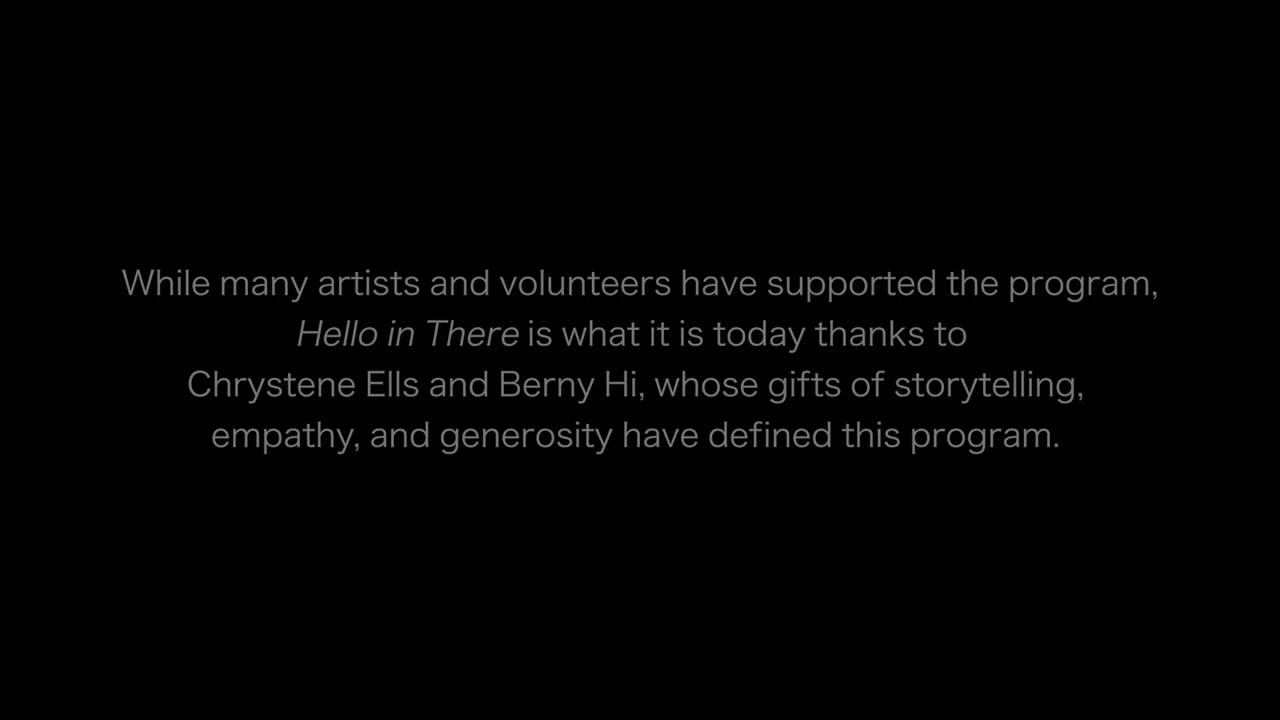 While many artists and volunteers have supported the program,
Hello in There is what it is today thanks to
Chrystene Ells and Berny Hi, whose gifts of storytelling,
empathy, and generosity have defined this program.